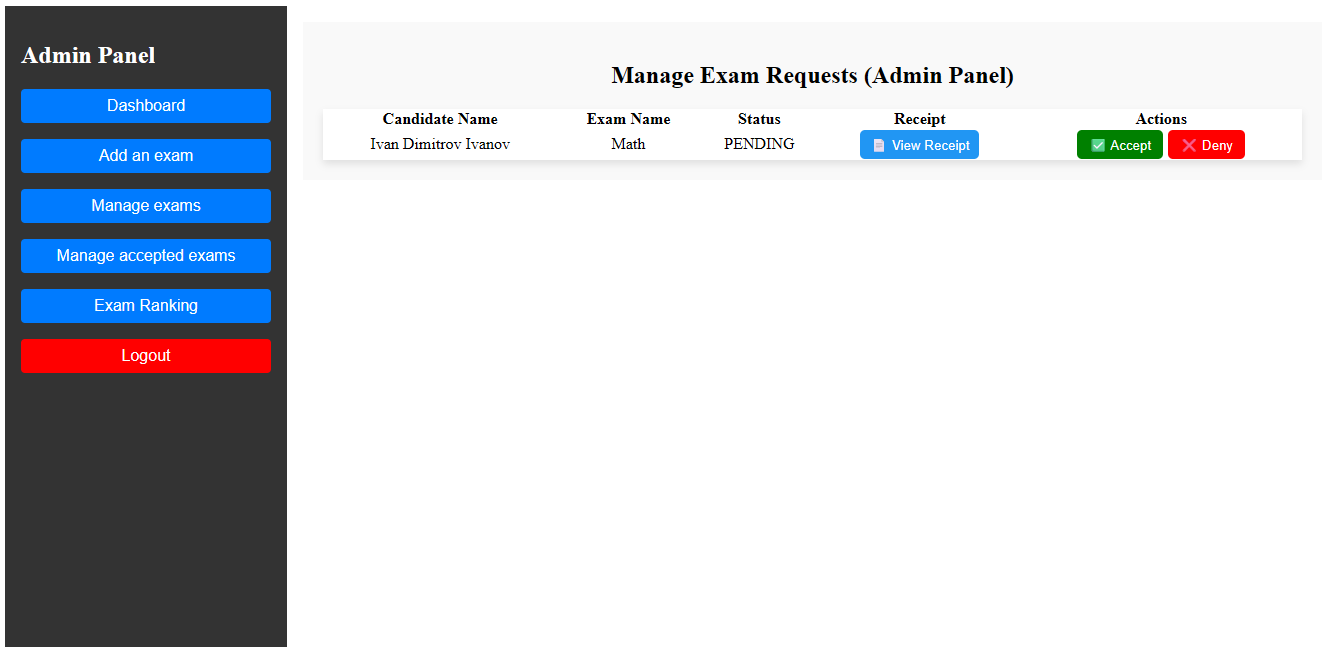 Admin Panel
Dashboard
Add an exam
Manage exams
Manage accepted exams
Exam Ranking
Logout
Manage Exam Requests (Admin Panel)
Candidate Name Exam Name Status Receipt Actions
Ivan Dimitrov Ivanov Math PENDING View Receipt Accept Deny